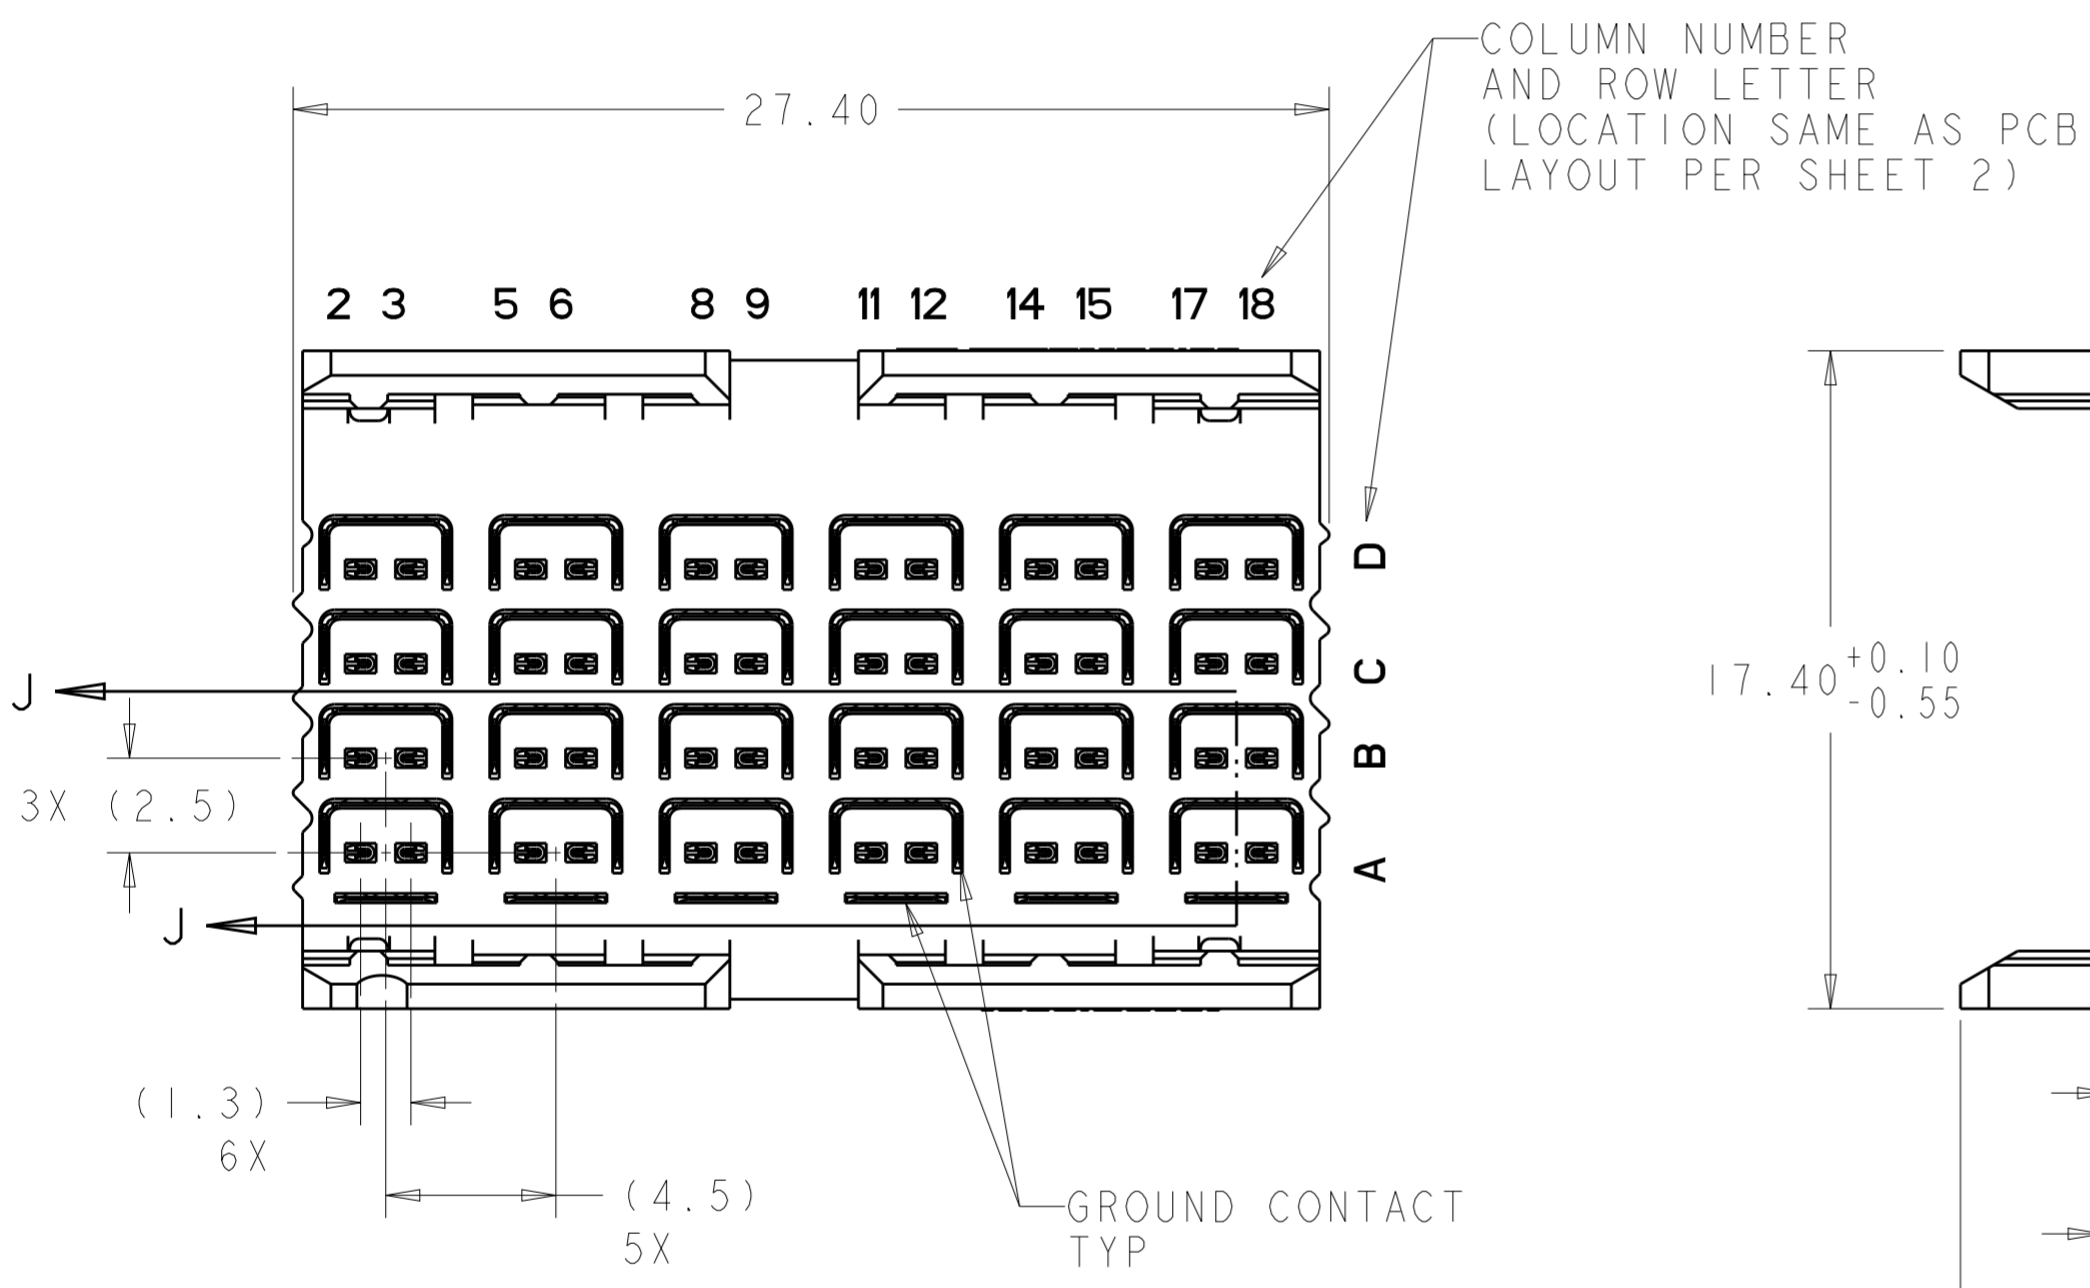 COLUMN NUMBER
AND ROW LETTER
(LOCATION SAME AS PCB
LAYOUT PER SHEET 2)
27.40
2 3 5 6 8 9 11 12 14 15 17 18
D
C
B
A
J
J
3X (2.5)
17.40 +0.10
-0.55
(1.3)
6X
(4.5)
5X
GROUND CONTACT
TYP